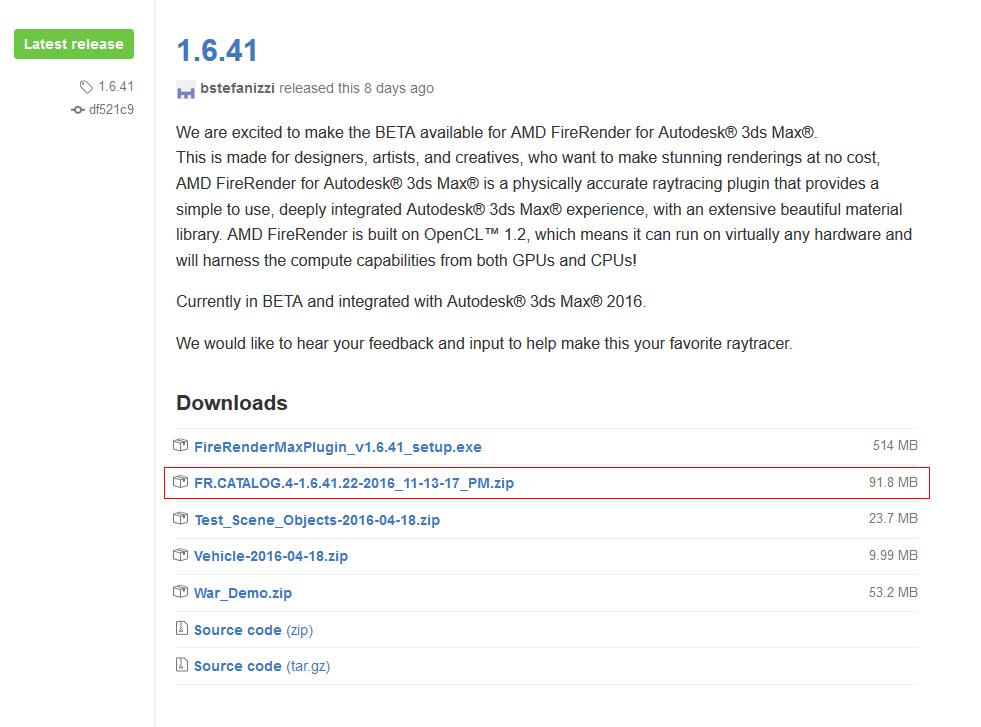 Latest release
1.6.41
df521c9
1.6.41
bstefanizzi released this 8 days ago
We are excited to make the BETA available for AMD FireRender for Autodesk® 3ds Max®.
This is made for designers, artists, and creatives, who want to make stunning renderings at no cost,
AMD FireRender for Autodesk® 3ds Max® is a physically accurate raytracing plugin that provides a
simple to use, deeply integrated Autodesk® 3ds Max® experience, with an extensive beautiful material
library. AMD FireRender is built on OpenCL™ 1.2, which means it can run on virtually any hardware and
will harness the compute capabilities from both GPUs and CPUs!
Currently in BETA and integrated with Autodesk® 3ds Max® 2016.
We would like to hear your feedback and input to help make this your favorite raytracer.
Downloads
FireRenderMaxPlugin_v1.6.41_setup.exe 514 MB
FR.CATALOG.4-1.6.41.22-2016_11-13-17_PM.zip 91.8 MB
Test_Scene_Objects-2016-04-18.zip 23.7 MB
Vehicle-2016-04-18.zip 9.99 MB
War_Demo.zip 53.2 MB
Source code (zip)
Source code (tar.gz)